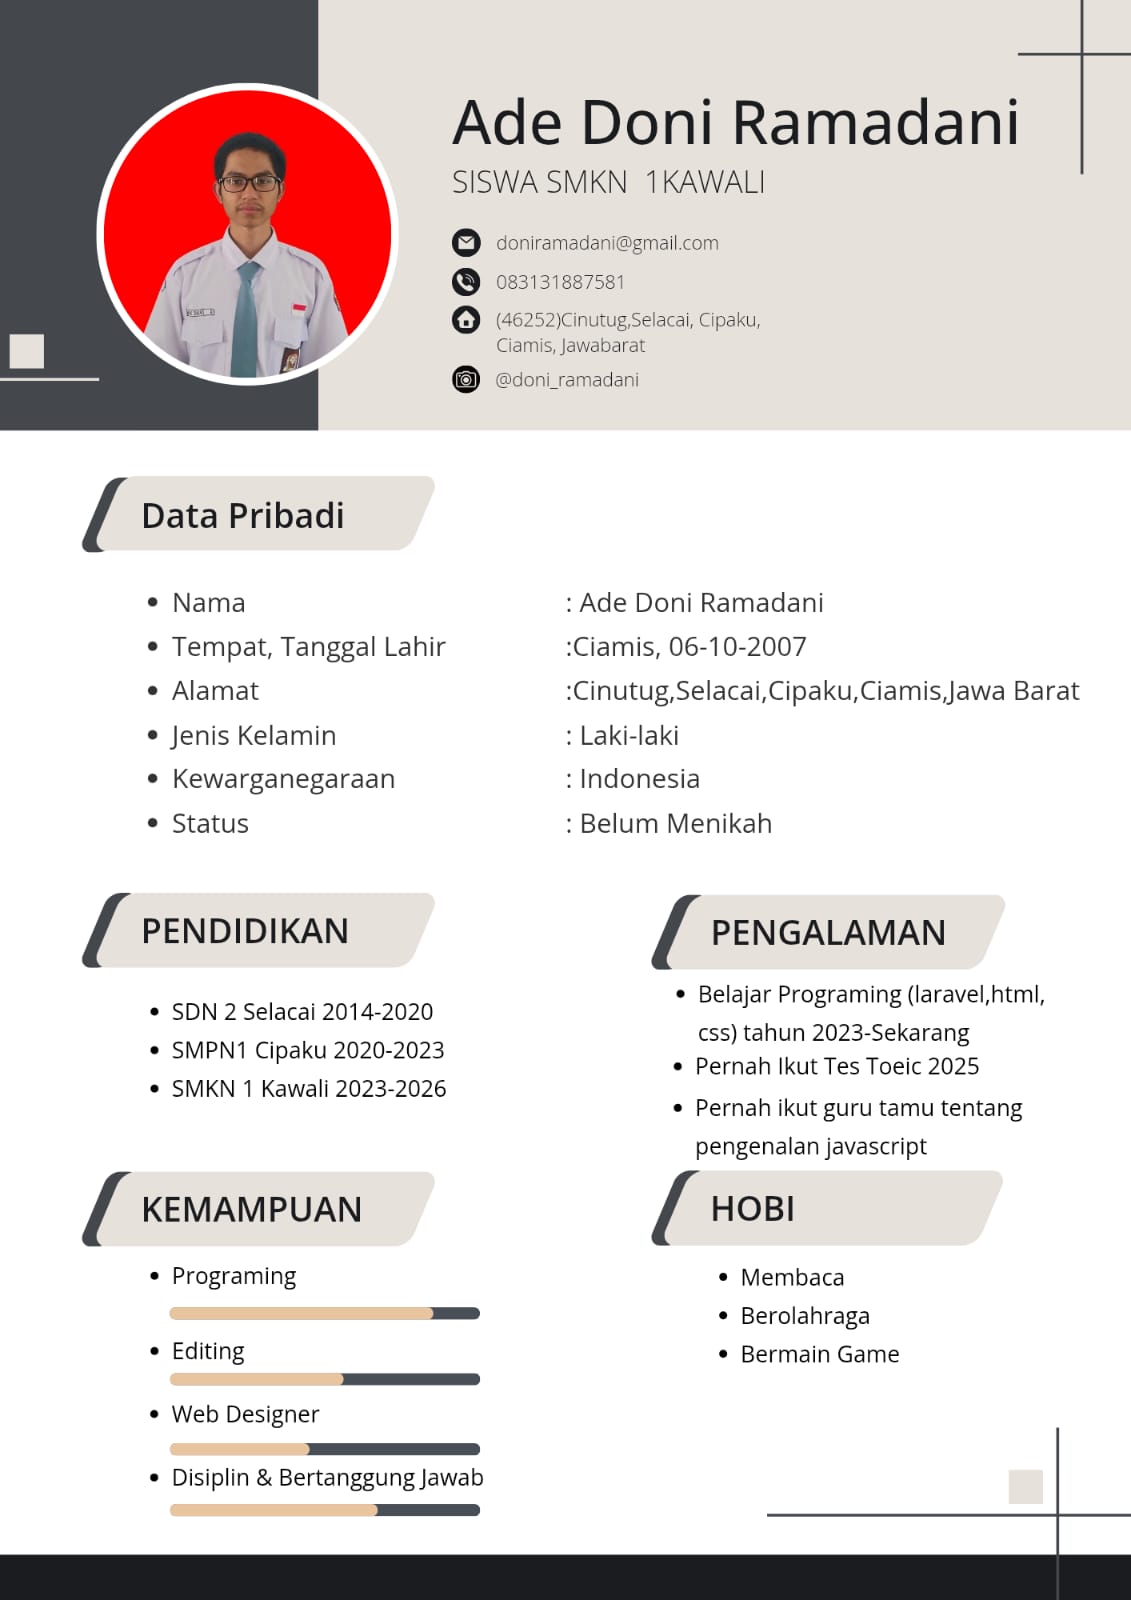 Ade Doni Ramadani
SISWA SMKN 1KAWALI
doniramadani@gmail.com
083131887581
(46252)Cinutug,Selacai, Cipaku,
Ciamis, Jawabarat
@doni_ramadani
Data Pribadi
Nama : Ade Doni Ramadani
Tempat, Tanggal Lahir :Ciamis, 06-10-2007
Alamat :Cinutug,Selacai,Cipaku,Ciamis,Jawa Barat
Jenis Kelamin : Laki-laki
Kewarganegaraan : Indonesia
Status : Belum Menikah
PENDIDIKAN
SDN 2 Selacai 2014-2020
SMPN1 Cipaku 2020-2023
SMKN 1 Kawali 2023-2026
PENGALAMAN
Belajar Programing (laravel,html,
css) tahun 2023-Sekarang
Pernah Ikut Tes Toeic 2025
Pernah ikut guru tamu tentang
pengenalan javascript
KEMAMPUAN
Programing
Editing
Web Designer
Disiplin & Bertanggung Jawab
HOBI
Membaca
Berolahraga
Bermain Game